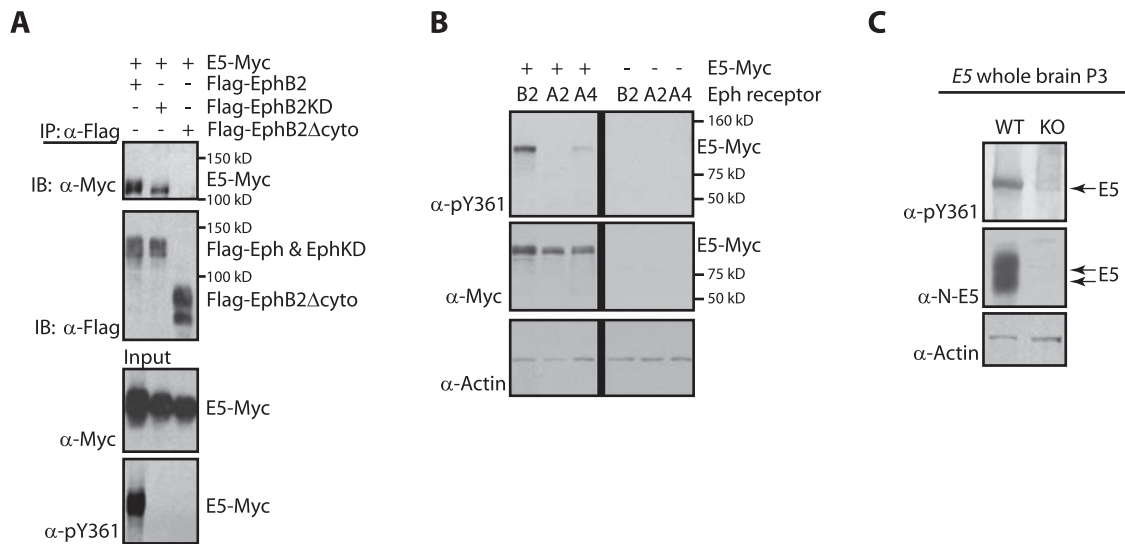 A
+ + + E5-Myc
+ - - Flag-EphB2
- + - Flag-EphB2KD
- - + Flag-EphB2Δcyto
IP: α-Flag
150 kD
E5-Myc
IB: α-Myc
100 kD
150 kD
Flag-Eph & EphKD
100 kD
Flag-EphB2Δcyto
IB: α-Flag
Input
E5-Myc
α-Myc
E5-Myc
α-pY361
B
+ + + - - - E5-Myc
B2 A2 A4 B2 A2 A4 Eph receptor
160 kD
E5-Myc
75 kD
50 kD
α-pY361
E5-Myc
75 kD
50 kD
α-Myc
α-Actin
C
E5 whole brain P3
WT KO
E5
α-pY361
E5
α-N-E5
α-Actin